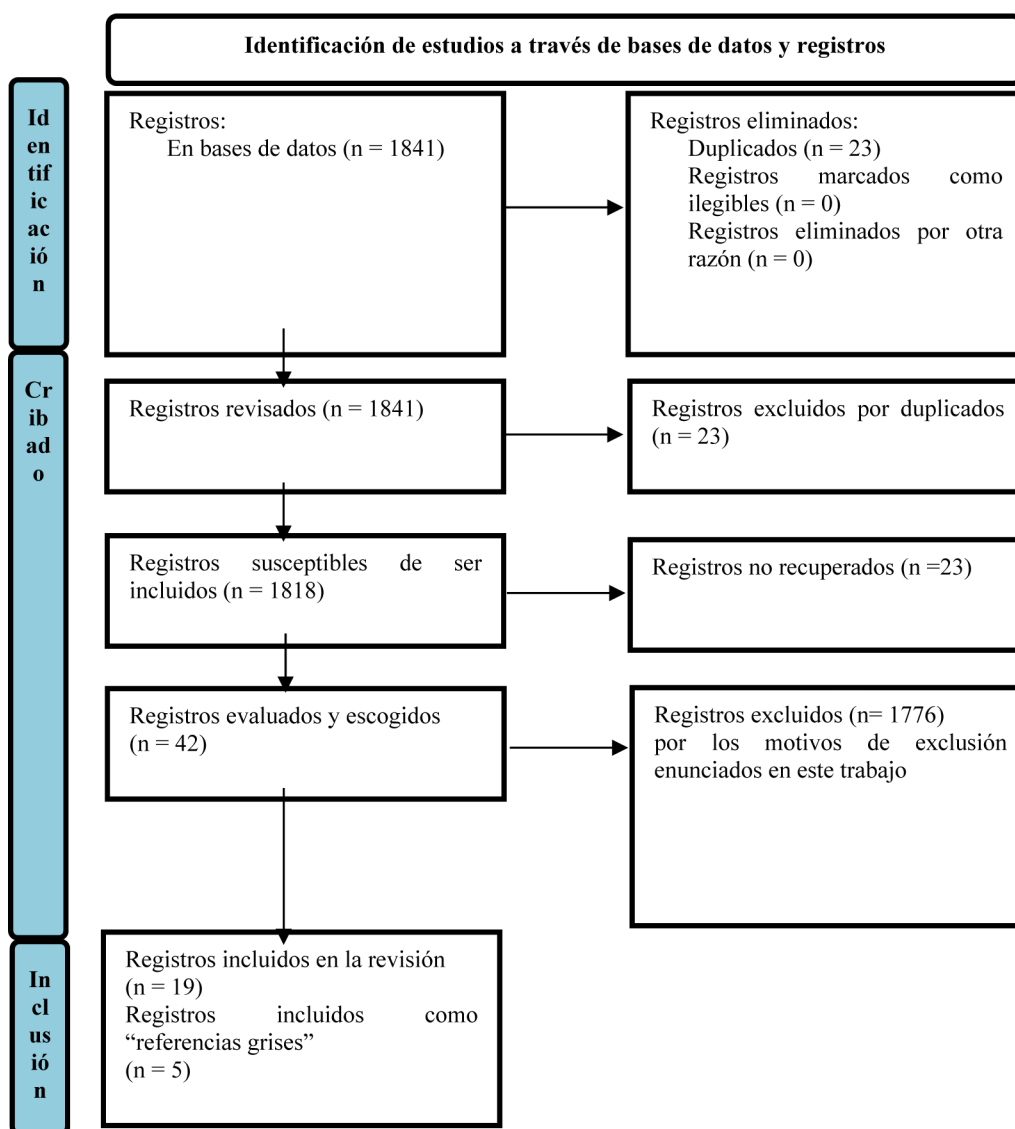 Identificación de estudios a través de bases de datos y registros
Id
en
tif
ic
ac
ió
n
Registros:
En bases de datos (n = 1841)
Registros eliminados:
Duplicados (n = 23)
Registros marcados como
ilegibles (n = 0)
Registros eliminados por otra
razón (n = 0)
Cr
ib
ad
o
Registros revisados (n = 1841)
Registros excluidos por duplicados
(n = 23)
Registros susceptibles de ser
incluidos (n = 1818)
Registros no recuperados (n =23)
Registros evaluados y escogidos
(n = 42)
Registros excluidos (n= 1776)
por los motivos de exclusión
enunciados en este trabajo
In
cl
us
ió
n
Registros incluidos en la revisión
(n = 19)
Registros incluidos como
“referencias grises”
(n = 5)